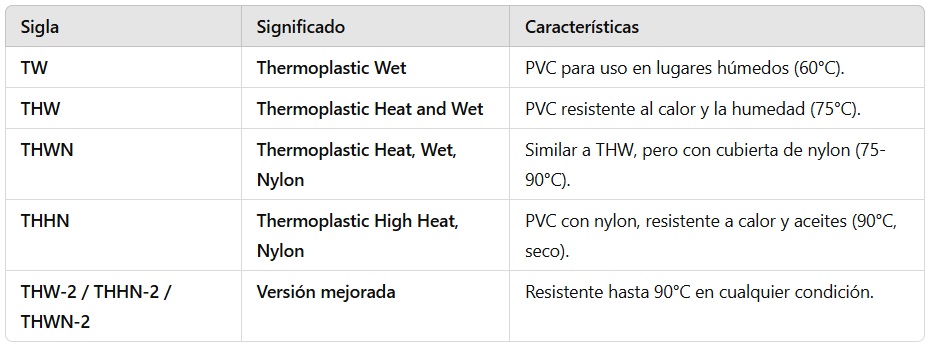 Sigla Significado Características
TW Thermoplastic Wet PVC para uso en lugares húmedos (60°C).
THW Thermoplastic Heat and Wet PVC resistente al calor y la humedad (75°C).
THWN Thermoplastic Heat, Wet, Similar a THW, pero con cubierta de nylon (75-
Nylon 90°C).
THHN Thermoplastic High Heat, PVC con nylon, resistente a calor y aceites (90°C,
Nylon seco).
THW-2 / THHN-2 / Versión mejorada Resistente hasta 90°C en cualquier condición.
THWN-2